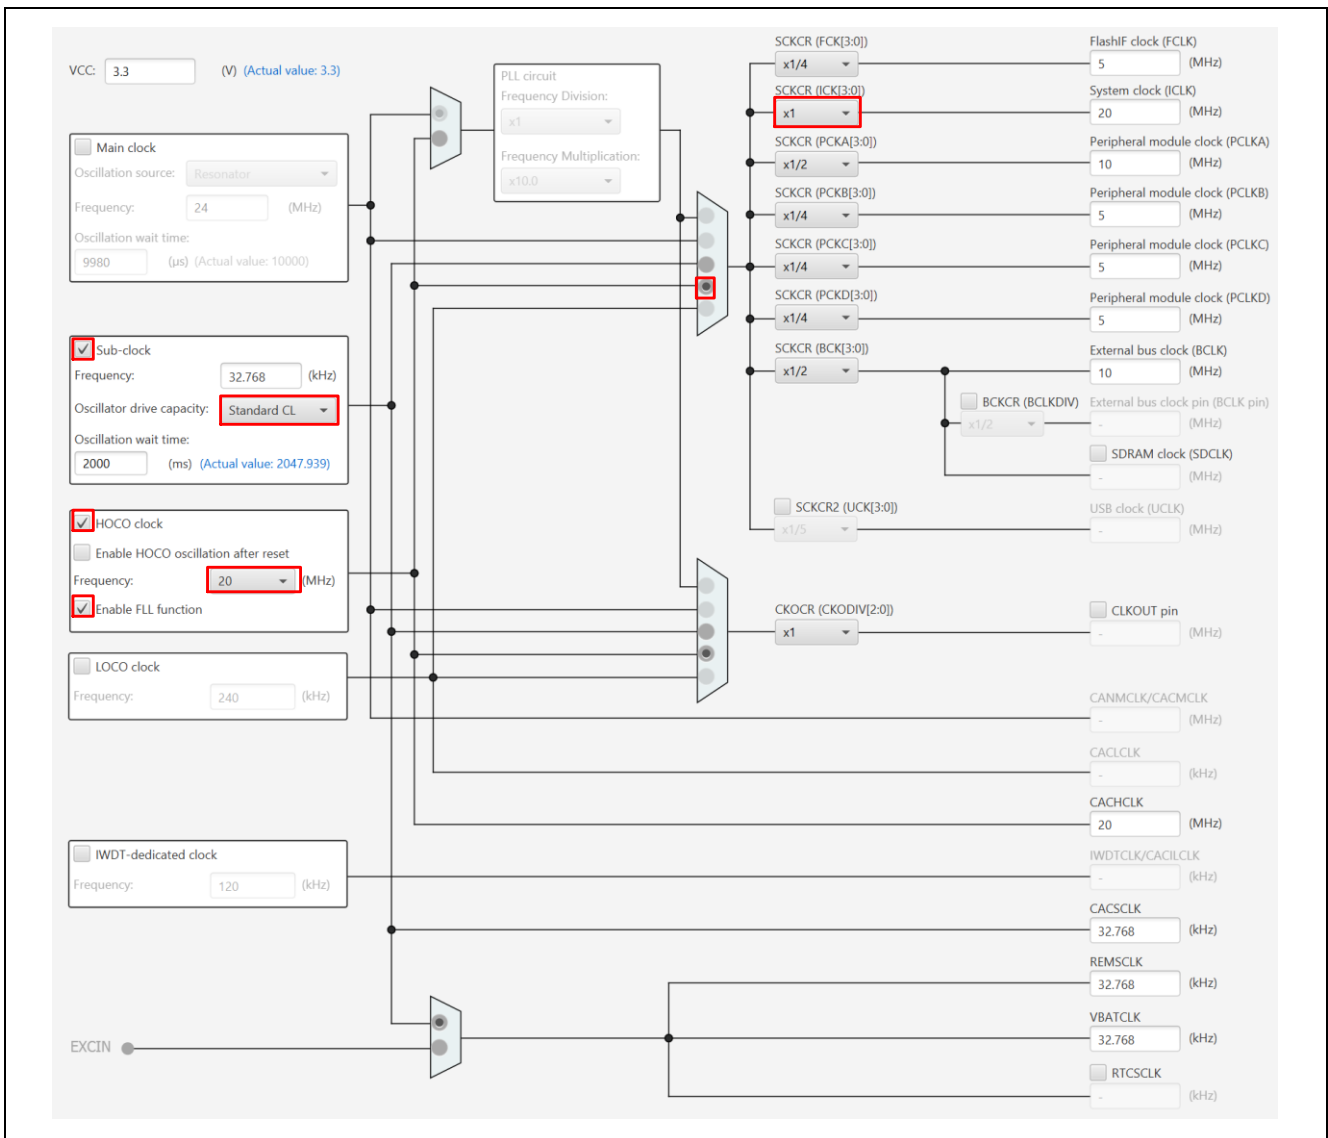 VCC: 3.3 (V) (Actual value: 3.3)
Main clock
Oscillation source: Resonator
Frequency: 24 (MHz)
Oscillation wait time:
9980 (µs) (Actual value: 10000)
Sub-clock
Frequency: 32.768 (kHz)
Oscillator drive capacity: Standard CL
Oscillation wait time:
2000 (ms) (Actual value: 2047.939)
HOCO clock
Enable HOCO oscillation after reset
Frequency: 20 (MHz)
Enable FLL function
LOCO clock
Frequency: 240 (kHz)
IWDT-dedicated clock
Frequency: 120 (kHz)
EXCIN
PLL circuit
Frequency Division:
x1
Frequency Multiplication:
x10.0
SCKCR (FCK[3:0])
x1/4
SCKCR (ICK[3:0])
x1
SCKCR (PCKA[3:0])
x1/2
SCKCR (PCKB[3:0])
x1/4
SCKCR (PCKC[3:0])
x1/4
SCKCR (PCKD[3:0])
x1/4
SCKCR (BCK[3:0])
x1/2
BCKCR (BCLKDIV)
x1/2
SCKCR2 (UCK[3:0])
x1/5
CKOCR (CKODIV[2:0])
x1
FlashIF clock (FCLK)
5 (MHz)
System clock (ICLK)
20 (MHz)
Peripheral module clock (PCLKA)
10 (MHz)
Peripheral module clock (PCLKB)
5 (MHz)
Peripheral module clock (PCLKC)
5 (MHz)
Peripheral module clock (PCLKD)
5 (MHz)
External bus clock (BCLK)
10 (MHz)
External bus clock pin (BCLK pin)
- (MHz)
SDRAM clock (SDCLK)
- (MHz)
USB clock (UCLK)
- (MHz)
CLKOUT pin
- (MHz)
CANMCLK/CACMCLK
- (MHz)
CACLCLK
- (kHz)
CACHCLK
20 (MHz)
IWDTCLK/CACILCLK
- (kHz)
CACSCLK
32.768 (kHz)
REMSCLK
32.768 (kHz)
VBATCLK
32.768 (kHz)
RTCSCLK
- (kHz)